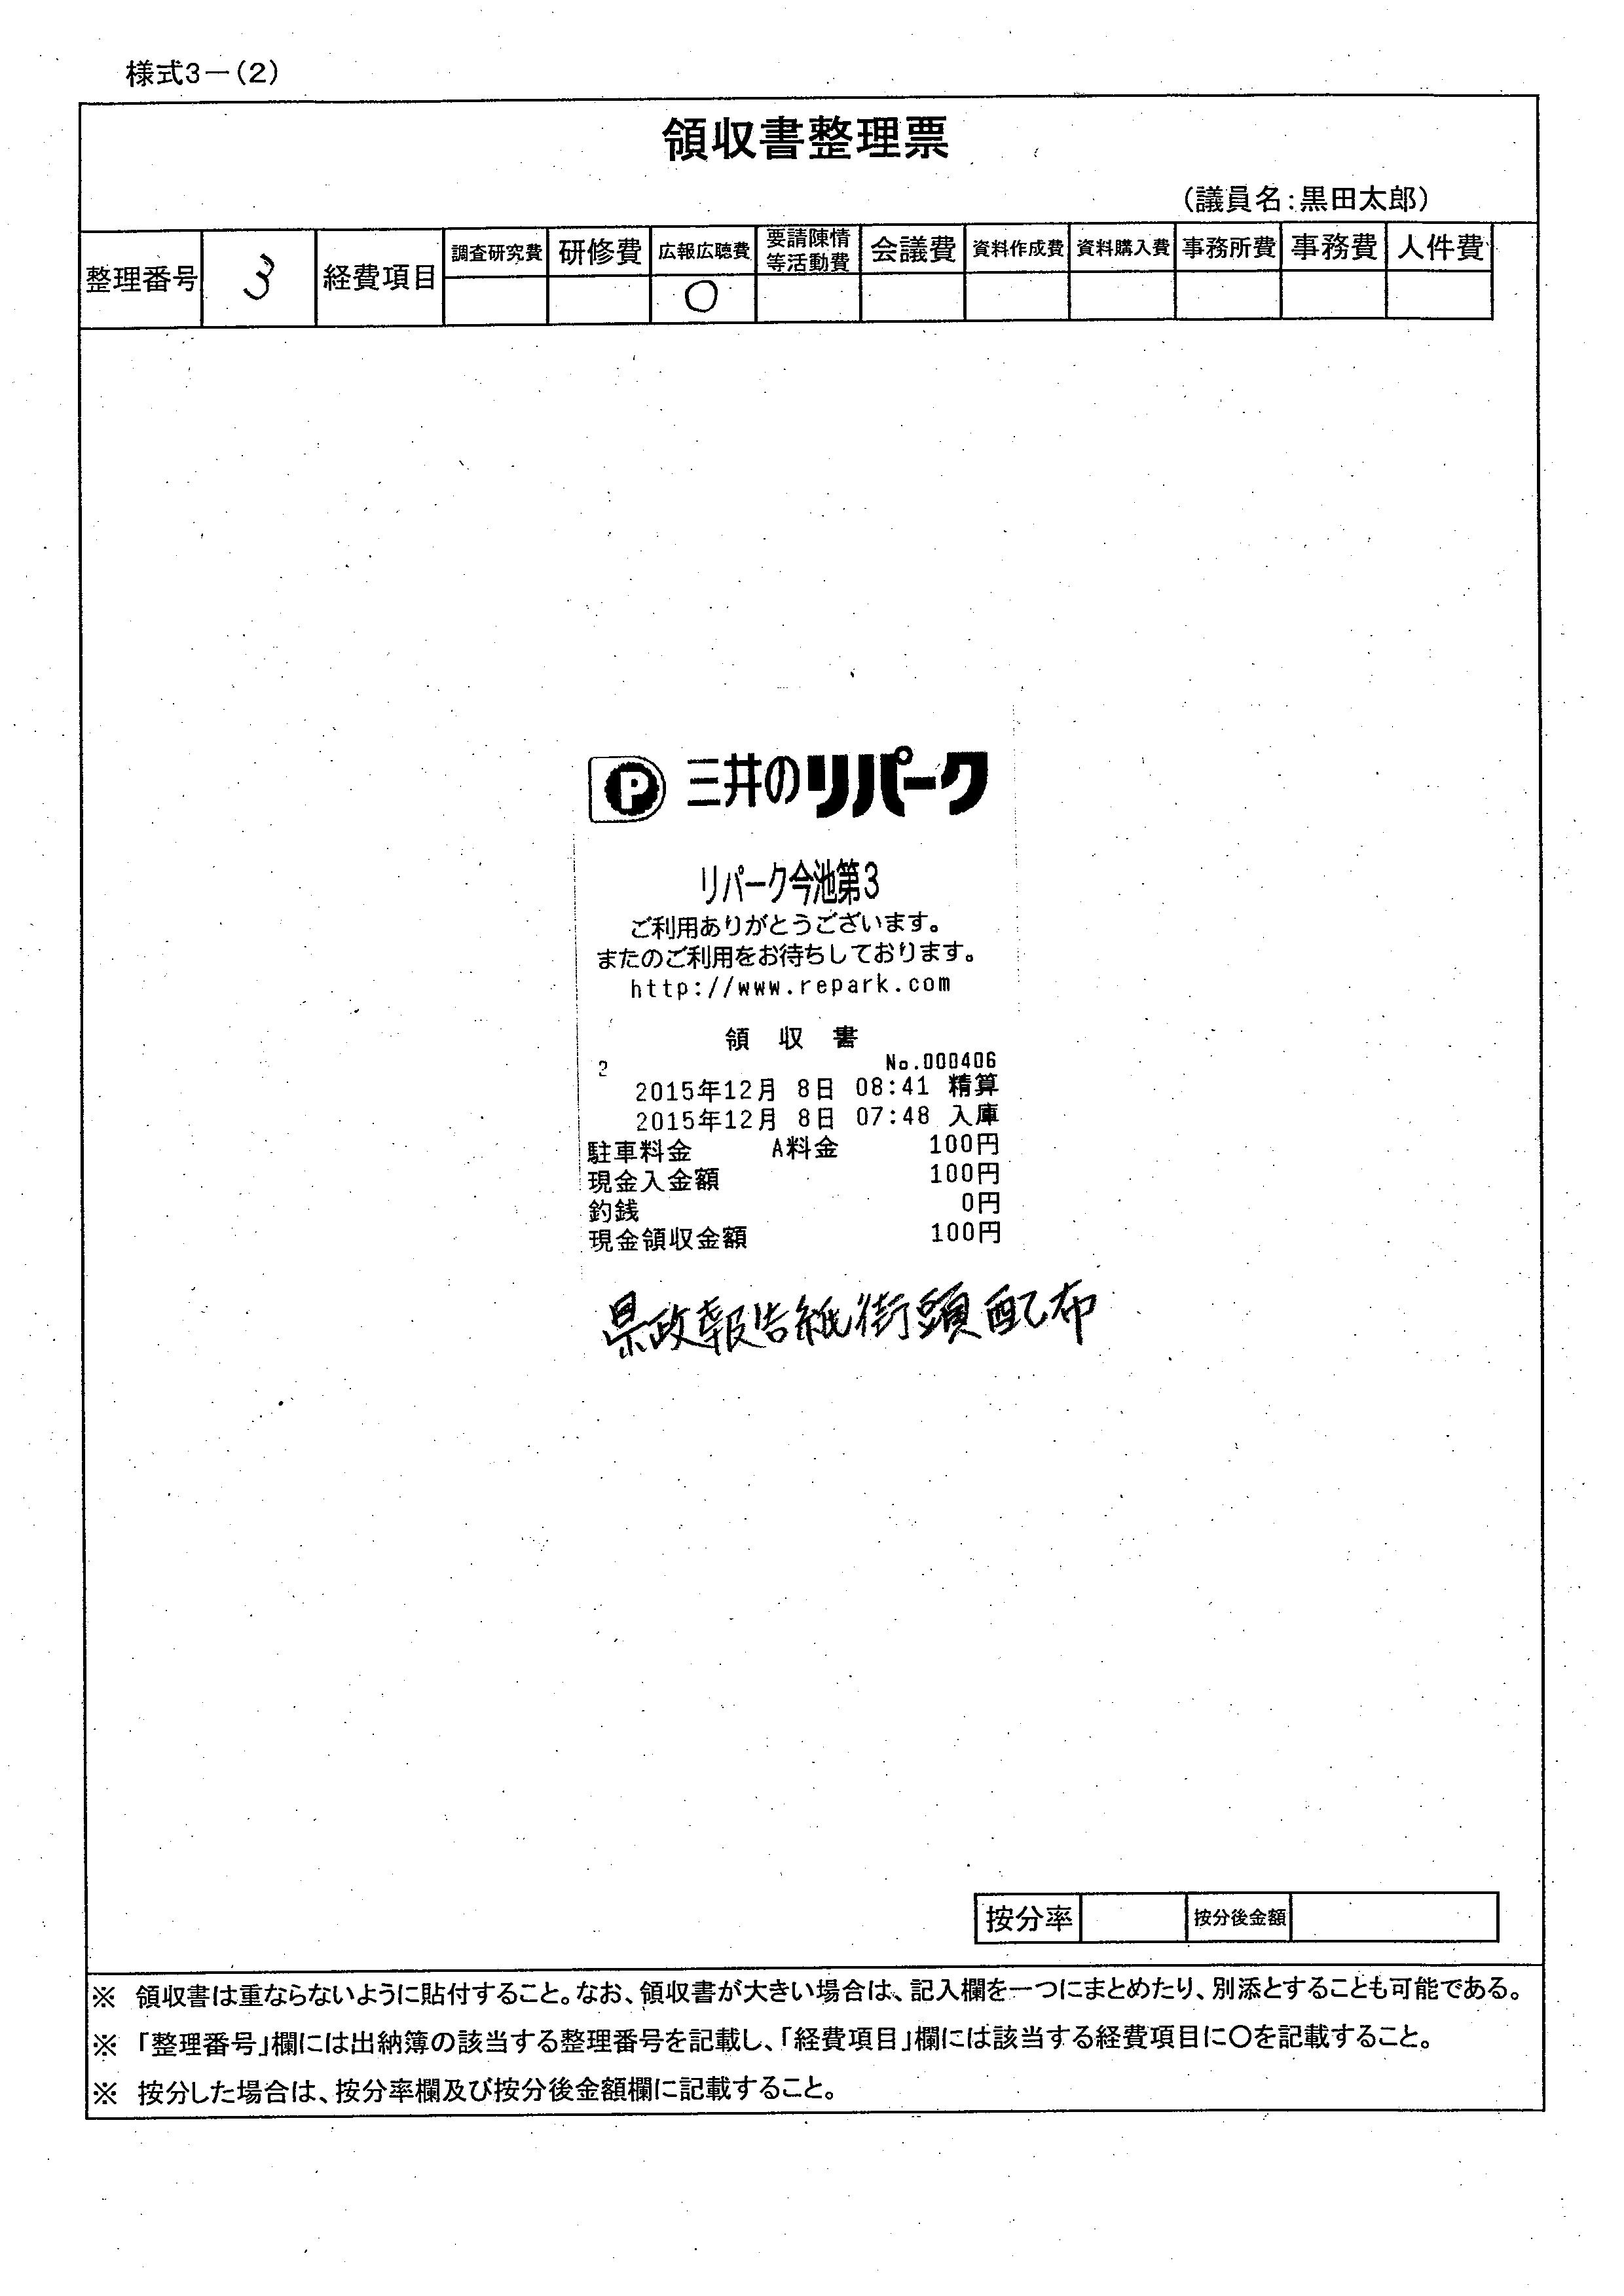 様式3－(2)
領収書整理票
(議員名:黒田太郎)
整理番号 3 経費項目 調査研究費 研修費 広報広聴費 要請陳情等活動費 会議費 資料作成費 資料購入費 事務所費 事務費 人件費
○
P 三井のリパーク
リパーク今池第3
ご利用ありがとうございます。
またのご利用をお待ちしております。
http://www.repark.com
領 収 書
2 No.000406
2015年12月 8日 08:41 精算
2015年12月 8日 07:48 入庫
駐車料金 A料金 100円
現金入金額 100円
釣銭 0円
現金領収金額 100円
県政報告紙街頭配布
按分率 按分後金額
※ 領収書は重ならないように貼付すること。なお、領収書が大きい場合は、記入欄を一つにまとめたり、別添とすることも可能である。
※ 「整理番号」欄には出納簿の該当する整理番号を記載し、「経費項目」欄には該当する経費項目に○を記載すること。
※ 按分した場合は、按分率欄及び按分後金額欄に記載すること。